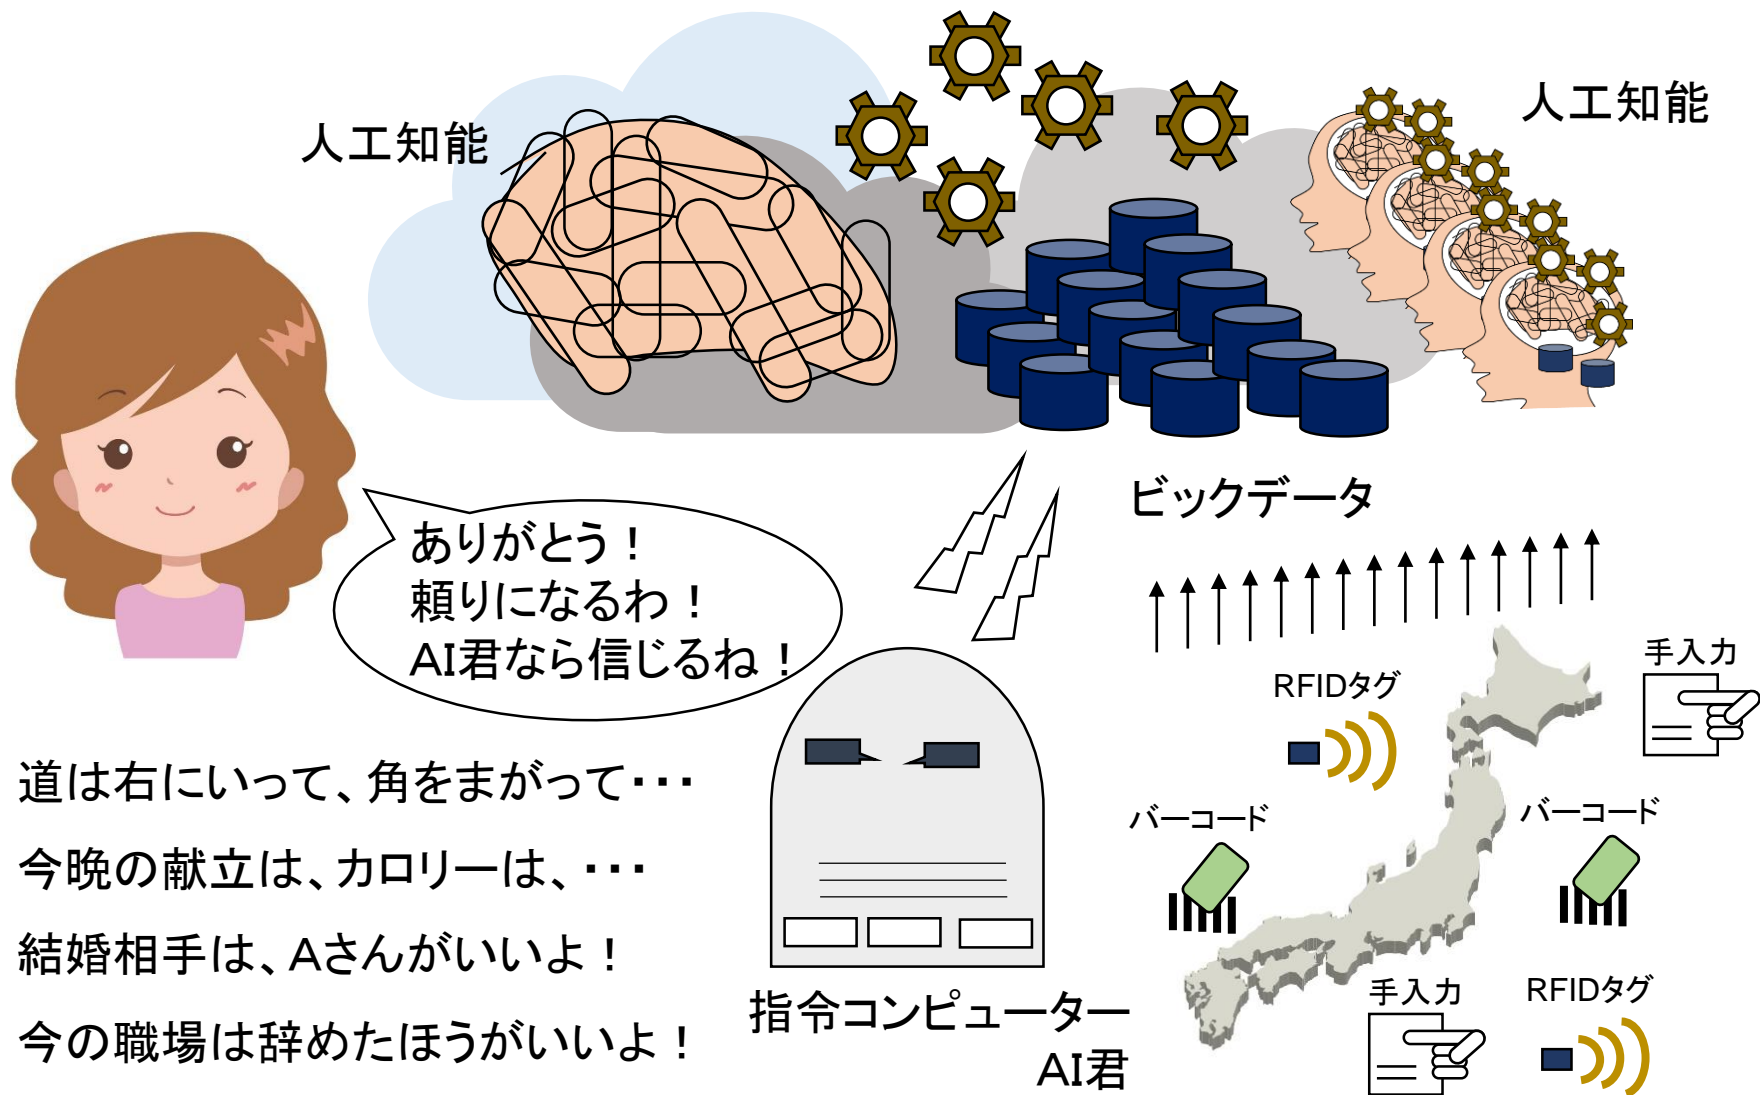 人工知能
人工知能
ビックデータ
ありがとう！
頼りになるわ！
AI君なら信じるね！
手入力
RFIDタグ
バーコード
バーコード
道は右にいって、角をまがって・・・
今晩の献立は、カロリーは、・・・
結婚相手は、Aさんがいいよ！
今の職場は辞めたほうがいいよ！
指令コンピューター
AI君
手入力
RFIDタグ